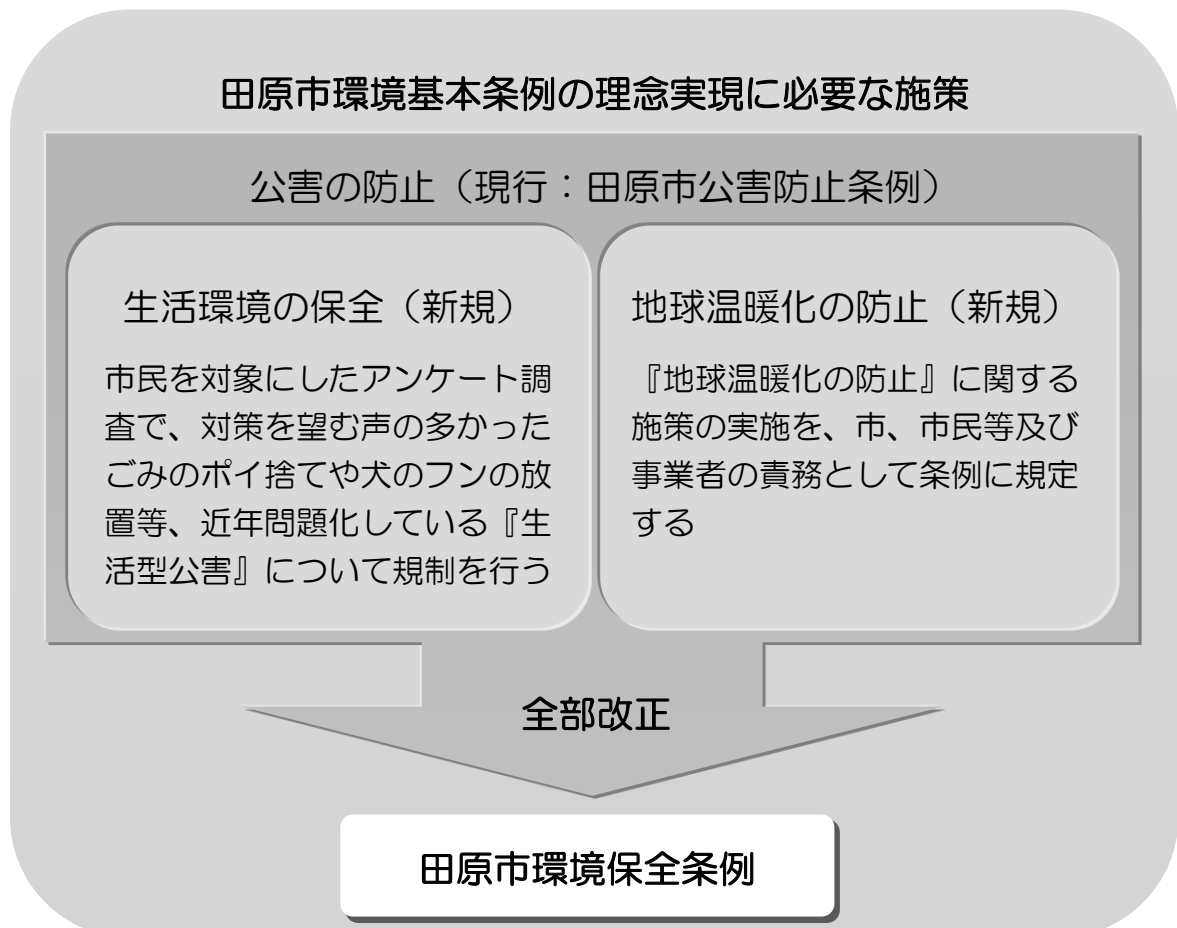 田原市環境基本条例の理念実現に必要な施策
公害の防止（現行：田原市公害防止条例）
生活環境の保全（新規）
市民を対象にしたアンケート調
査で、対策を望む声の多かった
ごみのポイ捨てや犬のフンの放
置等、近年問題化している『生
活型公害』について規制を行う
地球温暖化の防止（新規）
『地球温暖化の防止』に関する
施策の実施を、市、市民等及び
事業者の責務として条例に規定
する
全部改正
田原市環境保全条例